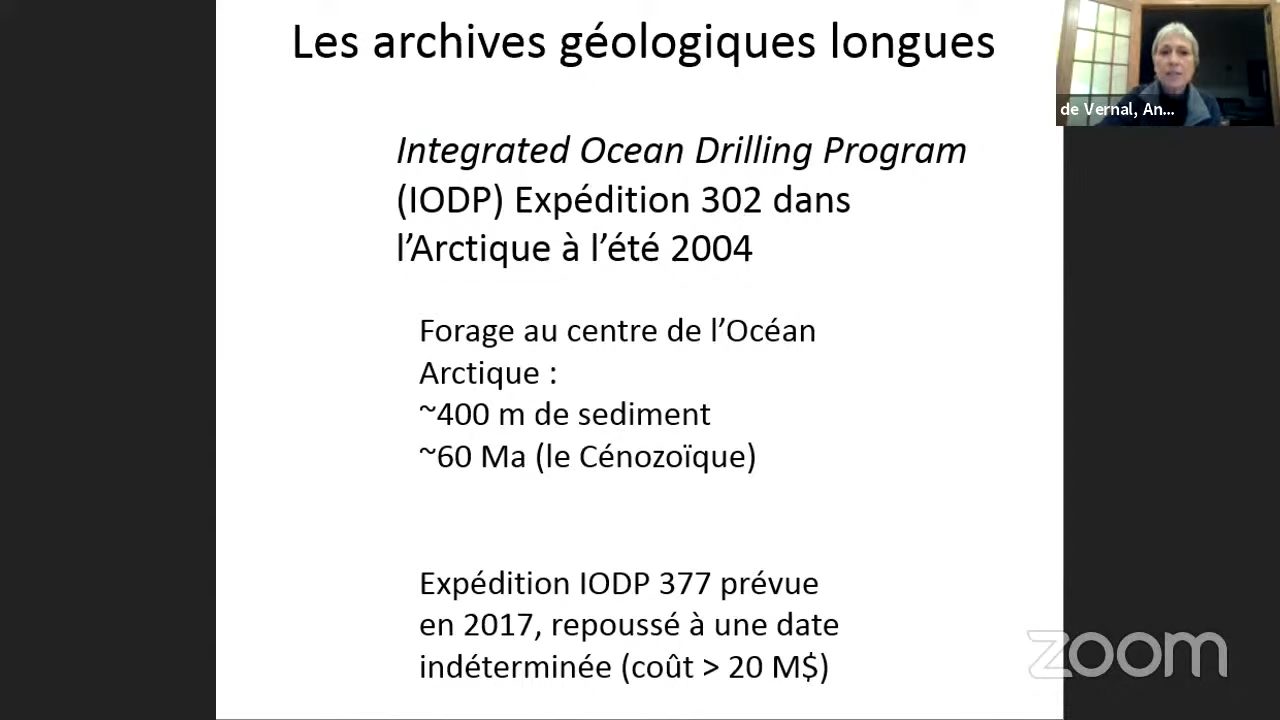 Les archives géologiques longues
de Vernal, An...
Integrated Ocean Drilling Program
(IODP) Expédition 302 dans
l’Arctique à l’été 2004
Forage au centre de l’Océan
Arctique :
~400 m de sediment
~60 Ma (le Cénozoïque)
Expédition IODP 377 prévue
en 2017, repoussé à une date
indéterminée (coût > 20 M$)
zoom